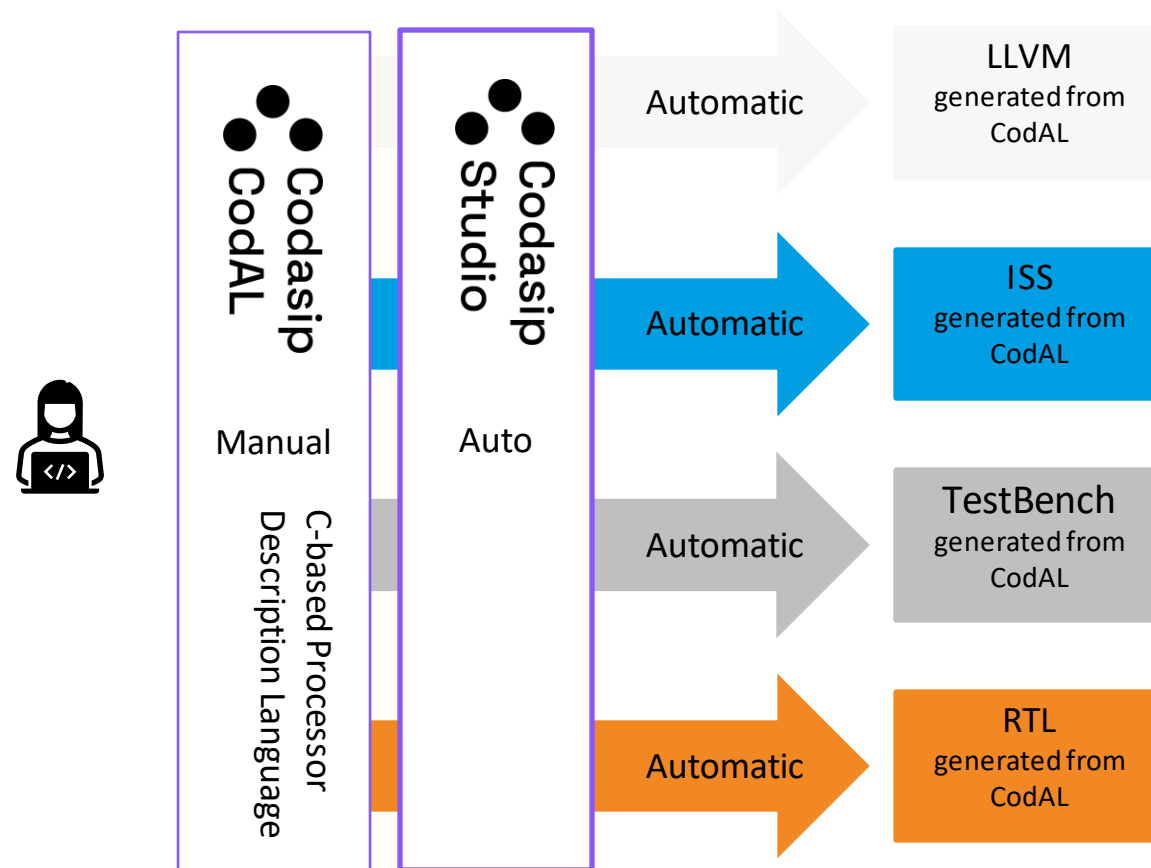 Codasip
CodAL
Manual
C-based Processor
Description Language
Codasip
Studio
Auto
Automatic
LLVM
generated from
CodAL
Automatic
ISS
generated from
CodAL
Automatic
TestBench
generated from
CodAL
Automatic
RTL
generated from
CodAL